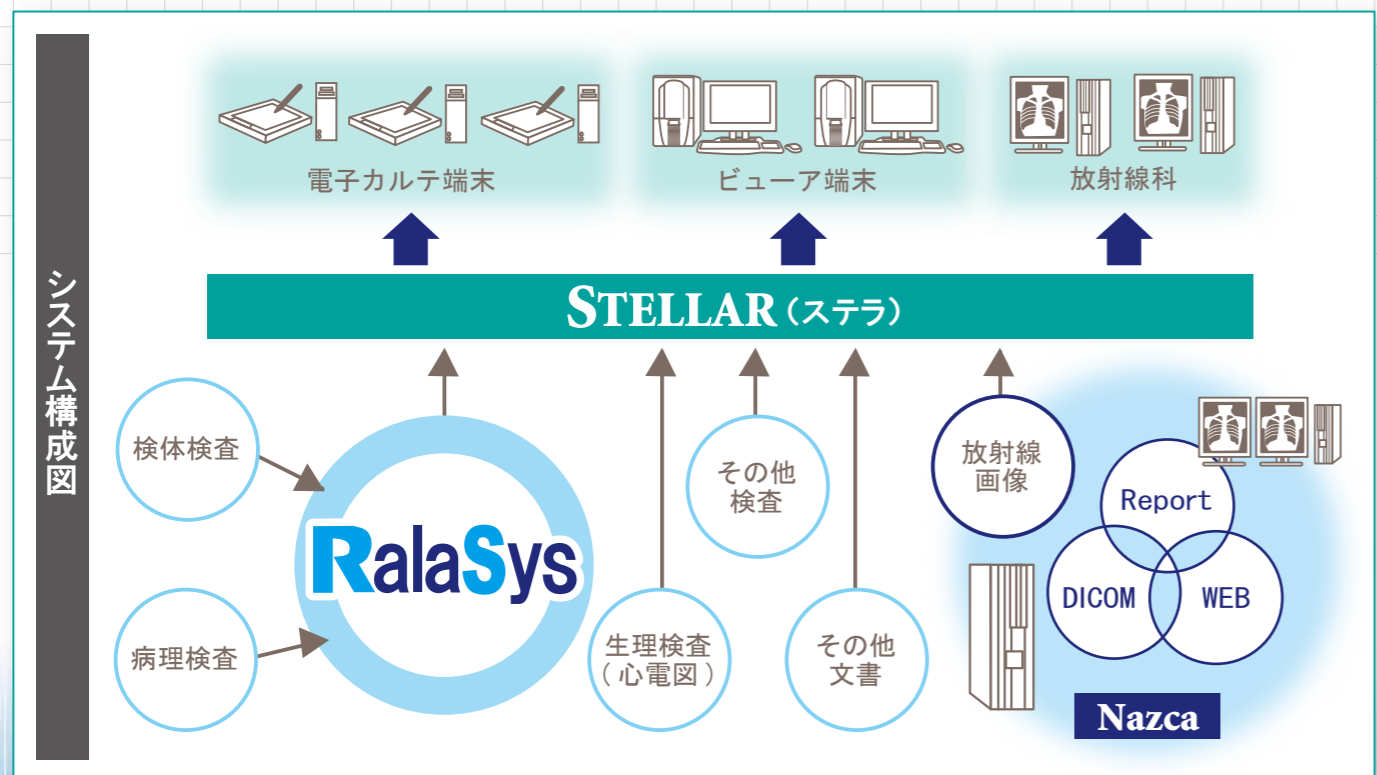 システム構成図
電子カルテ端末
ビューア端末
放射線科
STELLAR(ステラ)
検体検査
病理検査
RalaSys
生理検査
(心電図)
その他
検査
その他
文書
放射線
画像
Report
DICOM
WEB
Nazca